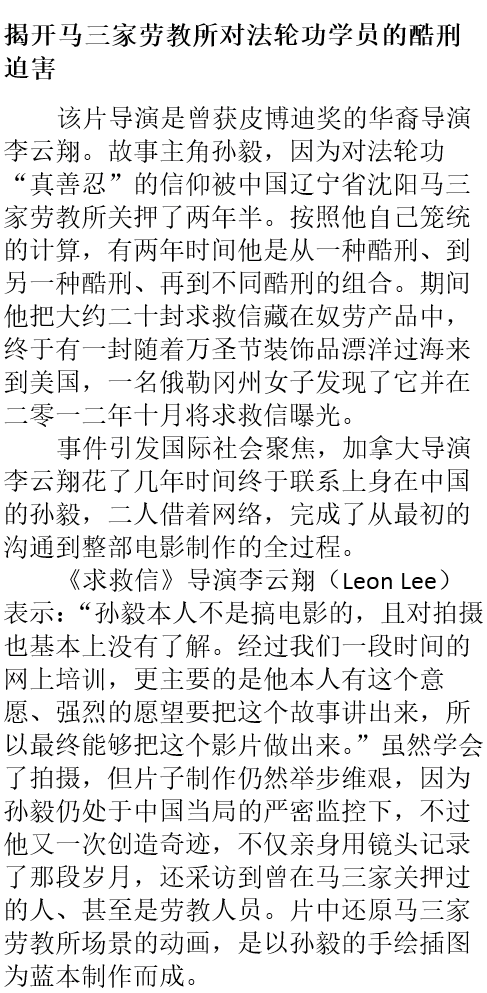 揭开马三家劳教所对法轮功学员的酷刑
迫害
该片导演是曾获皮博迪奖的华裔导演
李云翔。故事主角孙毅，因为对法轮功
“真善忍”的信仰被中国辽宁省沈阳马三
家劳教所关押了两年半。按照他自己笼统
的计算，有两年时间他是从一种酷刑、到
另一种酷刑、再到不同酷刑的组合。期间
他把大约二十封求救信藏在奴劳产品中，
终于有一封随着万圣节装饰品漂洋过海来
到美国，一名俄勒冈州女子发现了它并在
二零一二年十月将求救信曝光。
事件引发国际社会聚焦，加拿大导演
李云翔花了几年时间终于联系上身在中国
的孙毅，二人借着网络，完成了从最初的
沟通到整部电影制作的全过程。
《求救信》导演李云翔（Leon Lee）
表示：“孙毅本人不是搞电影的，且对拍摄
也基本上没有了解。经过我们一段时间的
网上培训，更主要的是他本人有这个意
愿、强烈的愿望要把这个故事讲出来，所
以最终能够把这个影片做出来。”虽然学会
了拍摄，但片子制作仍然举步维艰，因为
孙毅仍处于中国当局的严密监控下，不过
他又一次创造奇迹，不仅亲身用镜头记录
了那段岁月，还采访到曾在马三家关押过
的人、甚至是劳教人员。片中还原马三家
劳教所场景的动画，是以孙毅的手绘插图
为蓝本制作而成。